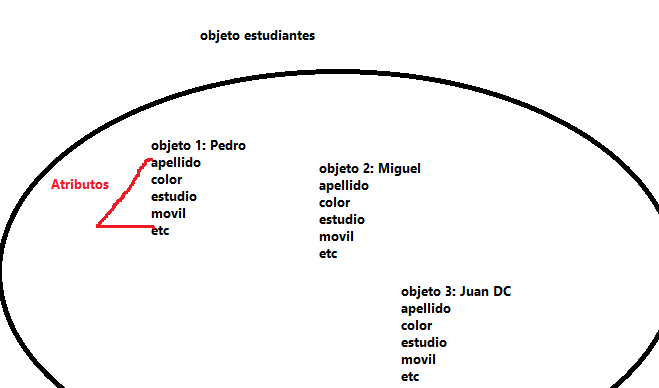 objeto estudiantes
objeto 1: Pedro
apellido
color
estudio
movil
etc
Atributos
objeto 2: Miguel
apellido
color
estudio
movil
etc
objeto 3: Juan DC
apellido
color
estudio
movil
etc